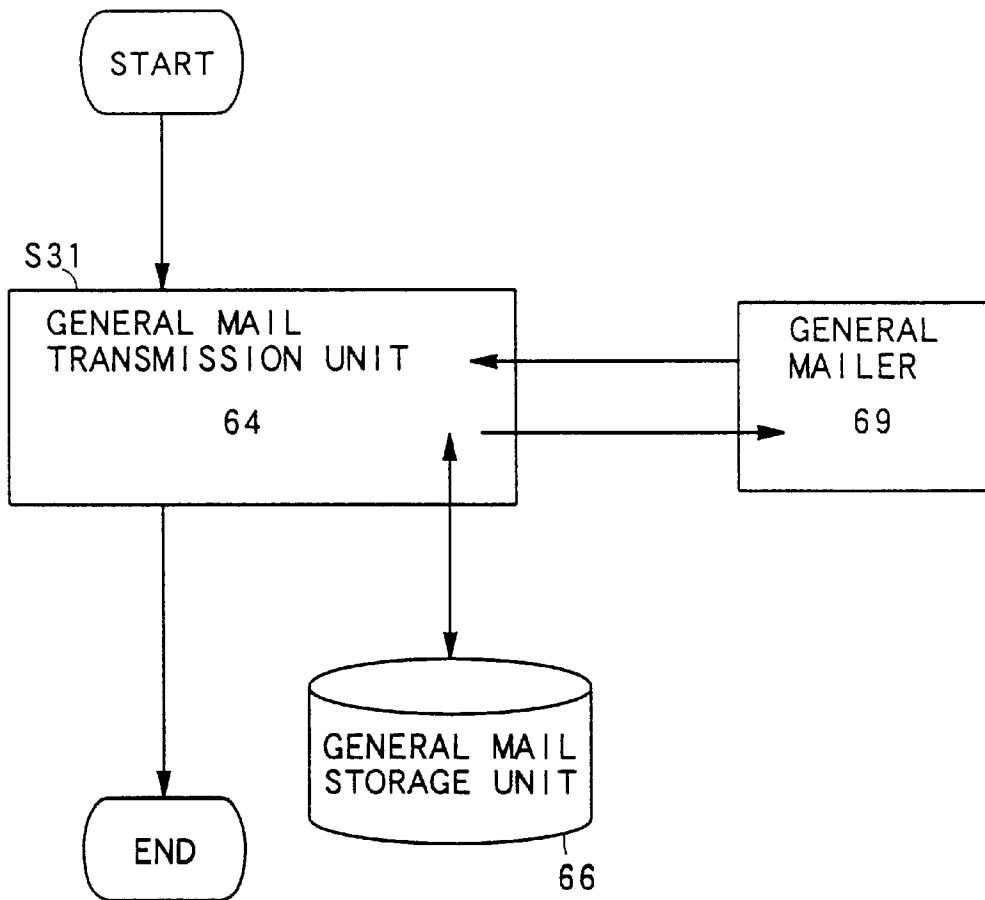 START
S31
GENERAL MAIL
TRANSMISSION UNIT
64
GENERAL
MAILER
69
GENERAL MAIL
STORAGE UNIT
66
END